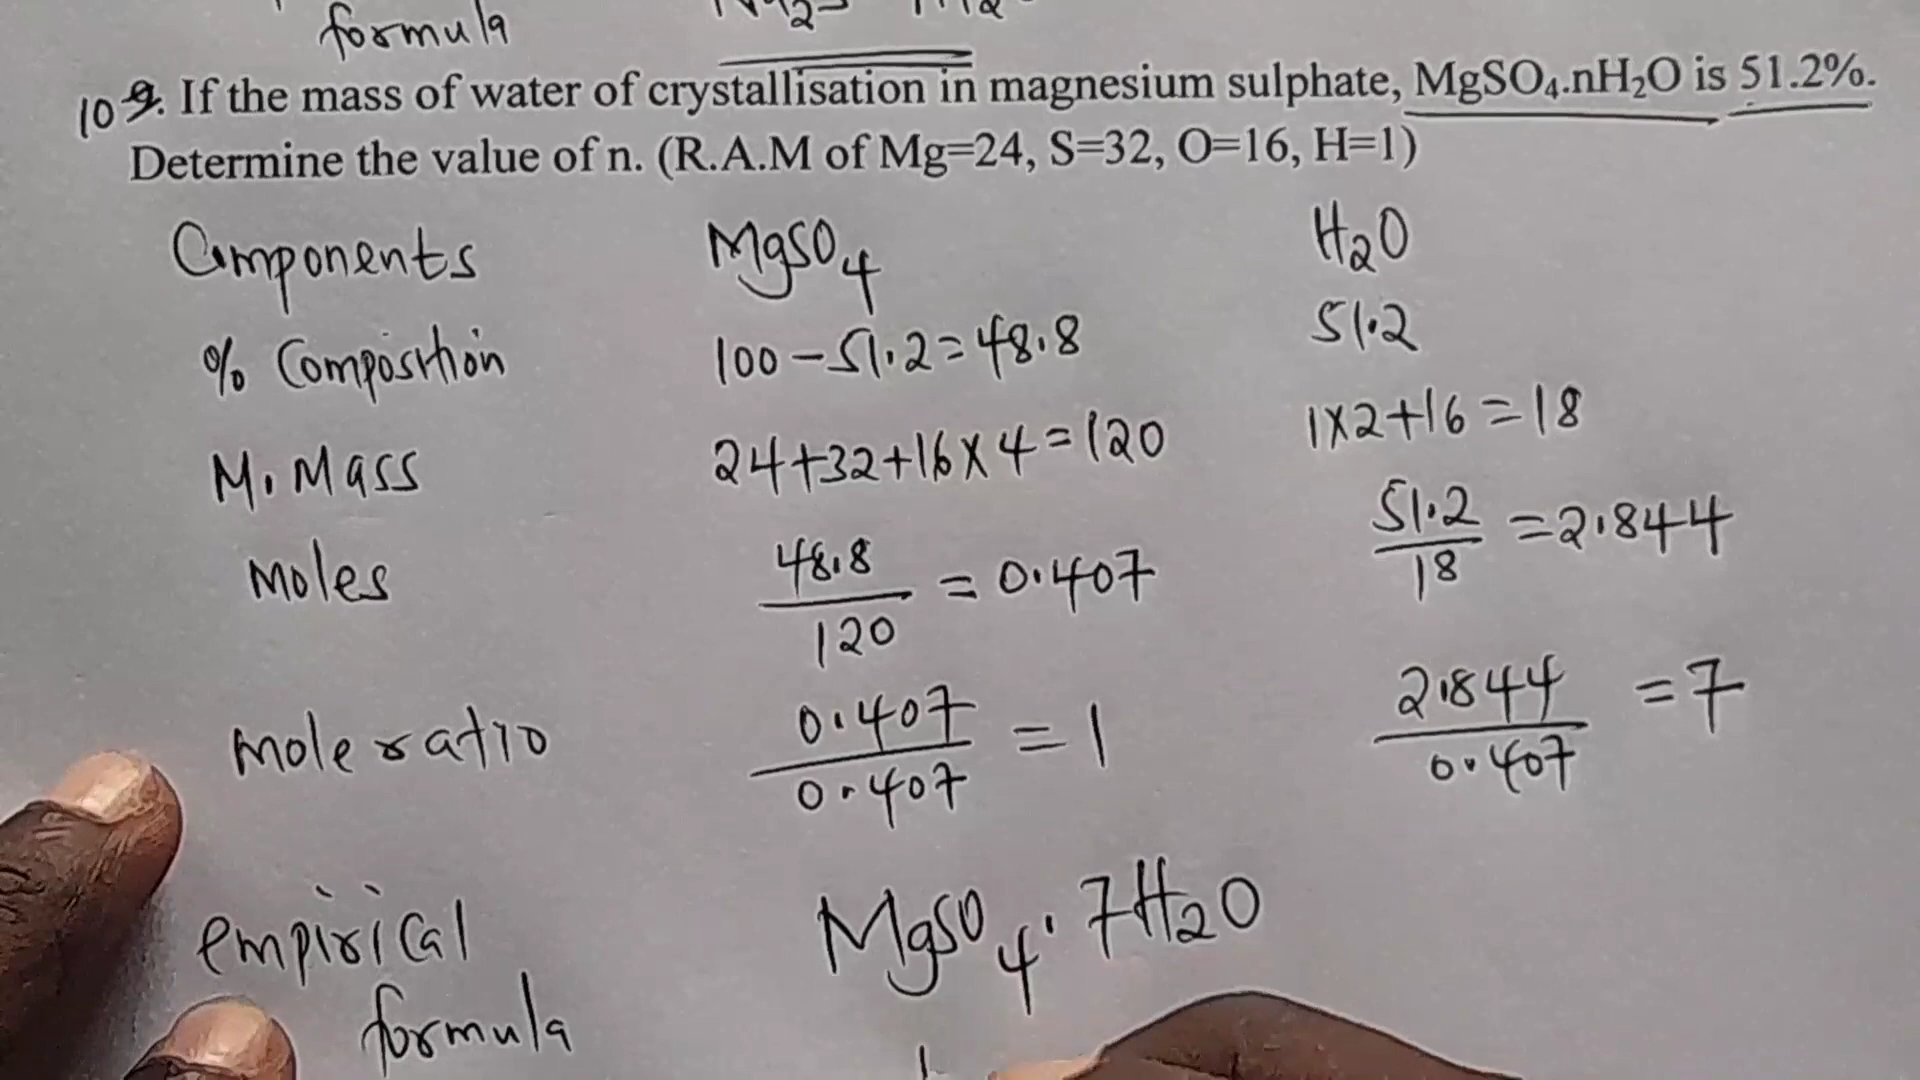 formula
10 9. If the mass of water of crystallisation in magnesium sulphate, MgSO₄.nH₂O is 51.2%.
Determine the value of n. (R.A.M of Mg=24, S=32, O=16, H=1)
Components MgSO₄ H₂O
% Composition 100 - 51.2 = 48.8 51.2
M. Mass 24+32+16×4=120 1×2+16=18
Moles 48.8/120 = 0.407 51.2/18 = 2.844
Mole ratio 0.407/0.407 = 1 2.844/0.407 = 7
empirical MgSO₄.7H₂O
formula